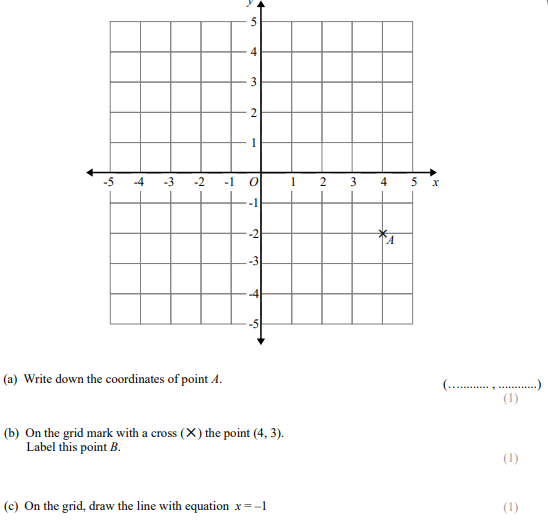 y
5
4
3
2
1
-5 -4 -3 -2 -1 O 1 2 3 4 5 x
-1
-2
A
-3
-4
-5
(a) Write down the coordinates of point A.
(............ , ............)
(1)
(b) On the grid mark with a cross (✕) the point (4, 3).
Label this point B.
(1)
(c) On the grid, draw the line with equation x = –1
(1)